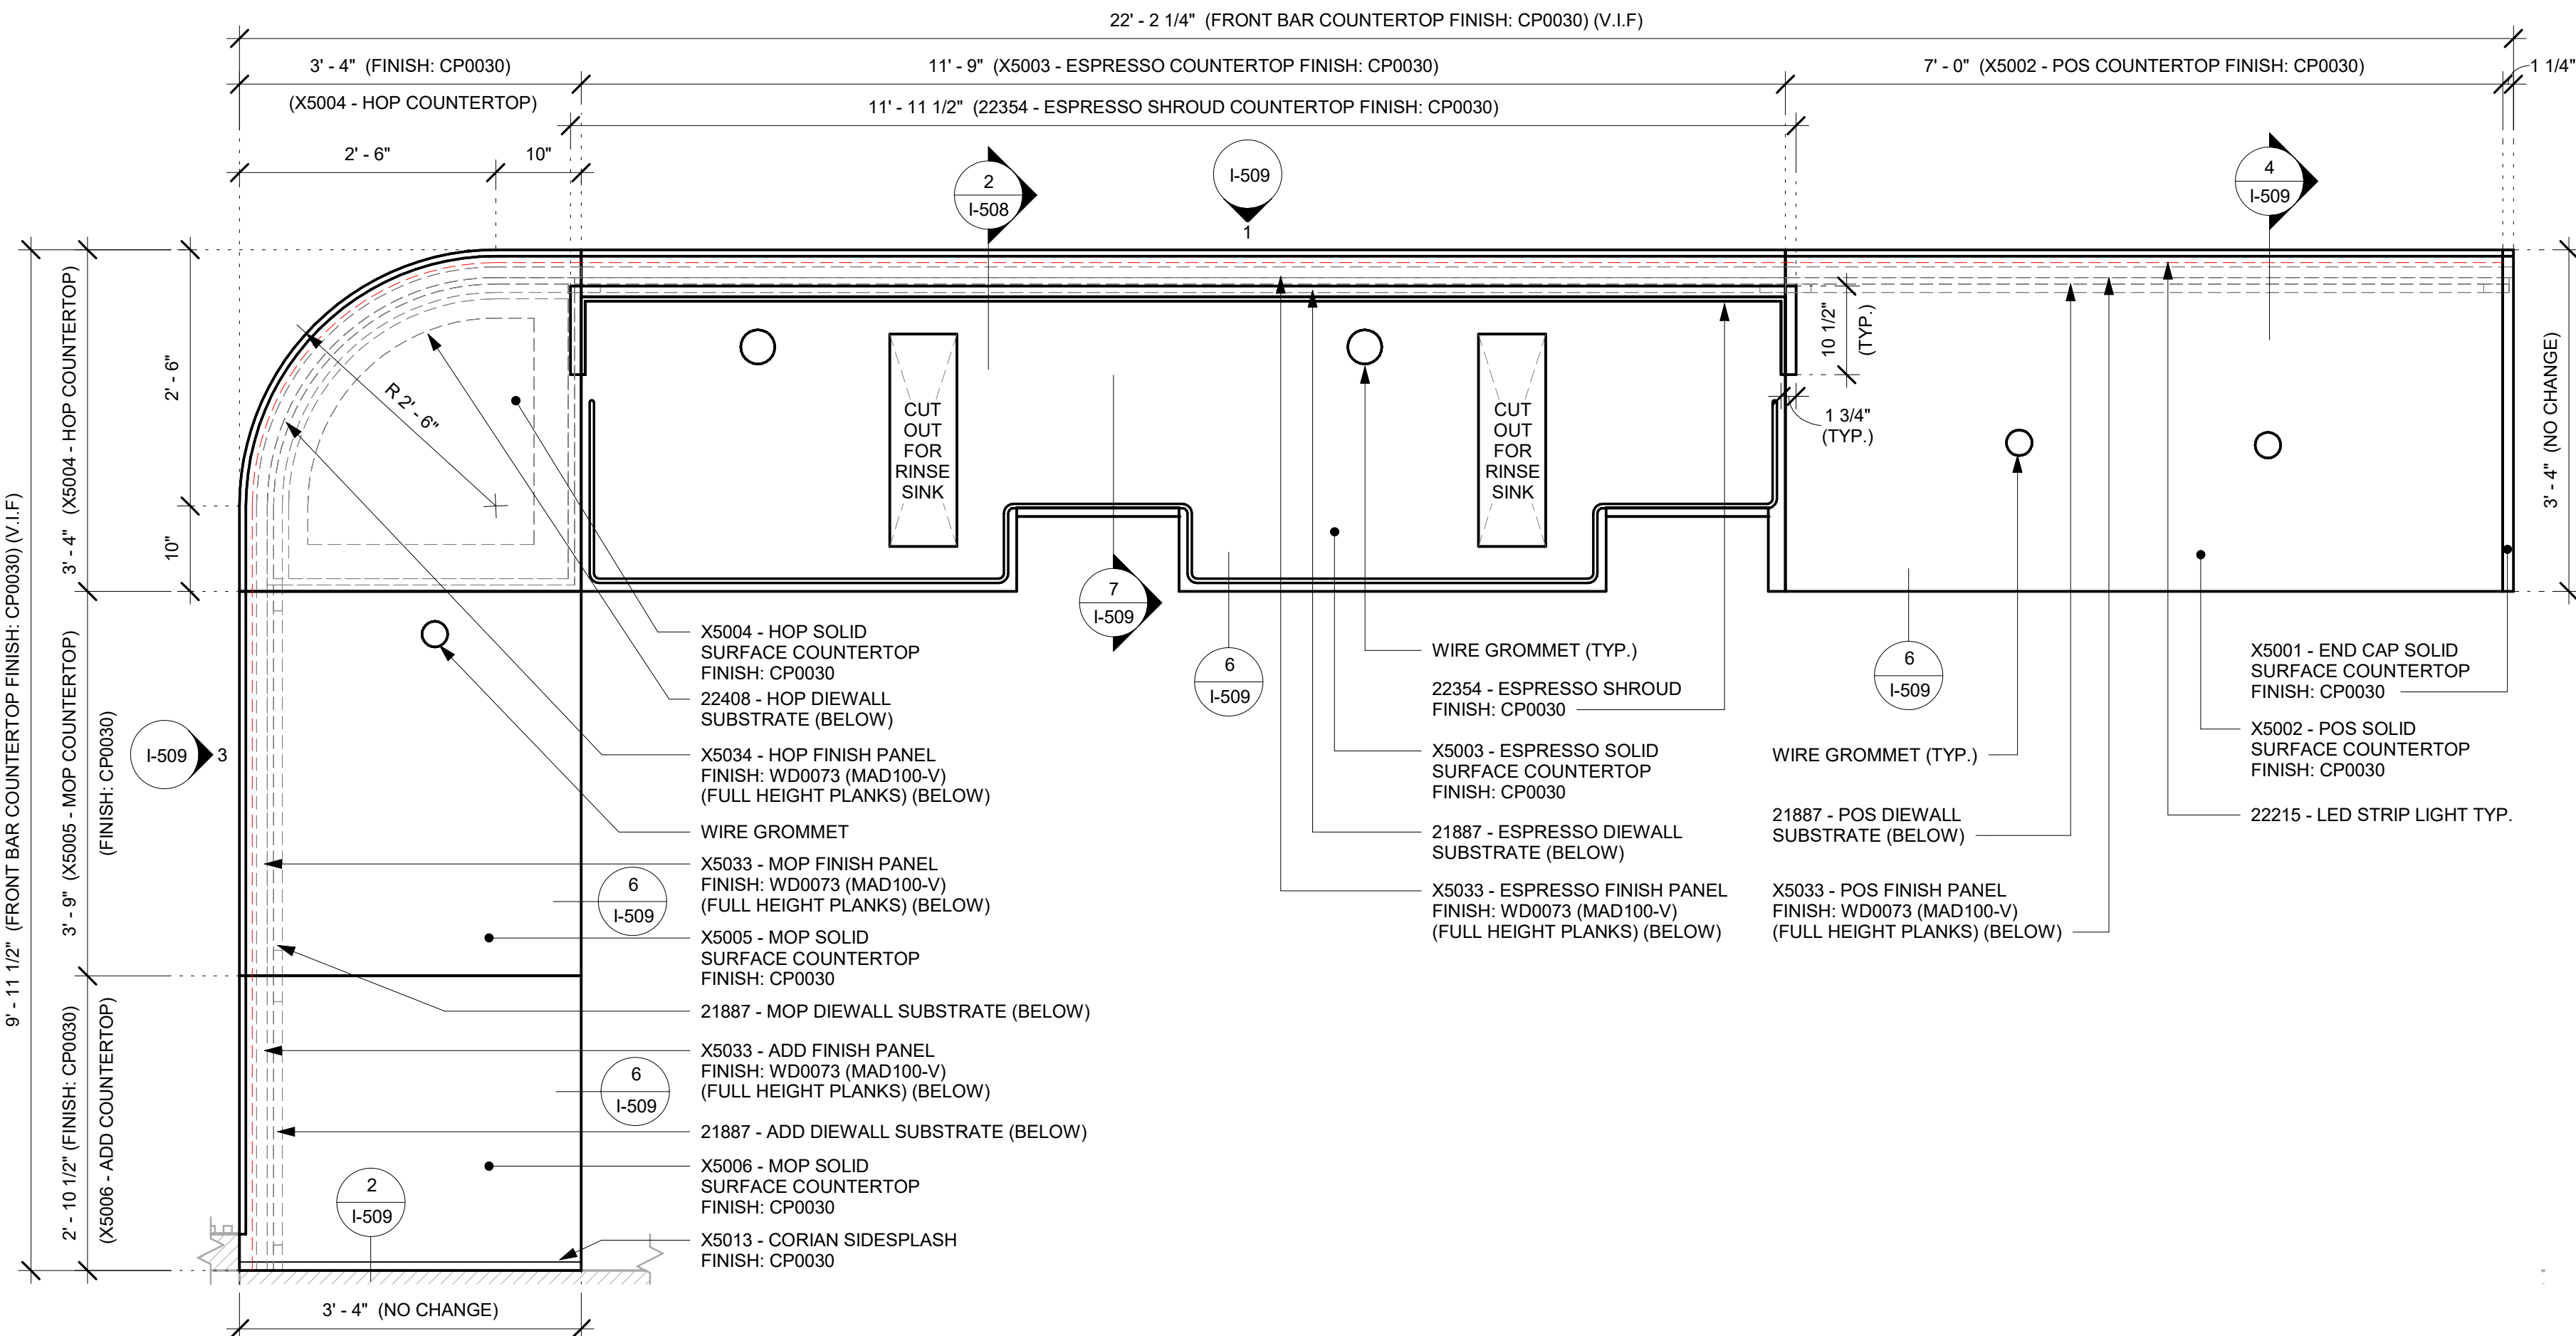 22' - 2 1/4" (FRONT BAR COUNTERTOP FINISH: CP0030) (V.I.F)
3' - 4" (FINISH: CP0030)
(X5004 - HOP COUNTERTOP)
11' - 9" (X5003 - ESPRESSO COUNTERTOP FINISH: CP0030)
7' - 0" (X5002 - POS COUNTERTOP FINISH: CP0030)
1 1/4"
11' - 11 1/2" (22354 - ESPRESSO SHROUD COUNTERTOP FINISH: CP0030)
2' - 6"
10"
2
I-508
I-509
1
4
I-509
9' - 11 1/2" (FRONT BAR COUNTERTOP FINISH: CP0030) (V.I.F)
3' - 4" (X5004 - HOP COUNTERTOP)
2' - 6"
10"
R 2' - 6"
CUT
OUT
FOR
RINSE
SINK
CUT
OUT
FOR
RINSE
SINK
10 1/2"
(TYP.)
1 3/4"
(TYP.)
3' - 4" (NO CHANGE)
7
I-509
6
I-509
6
I-509
3' - 9" (X5005 - MOP COUNTERTOP)
(FINISH: CP0030)
I-509
3
2' - 10 1/2" (FINISH: CP0030)
(X5006 - ADD COUNTERTOP)
X5004 - HOP SOLID
SURFACE COUNTERTOP
FINISH: CP0030
22408 - HOP DIEWALL
SUBSTRATE (BELOW)
X5034 - HOP FINISH PANEL
FINISH: WD0073 (MAD100-V)
(FULL HEIGHT PLANKS) (BELOW)
WIRE GROMMET
X5033 - MOP FINISH PANEL
FINISH: WD0073 (MAD100-V)
(FULL HEIGHT PLANKS) (BELOW)
6
I-509
X5005 - MOP SOLID
SURFACE COUNTERTOP
FINISH: CP0030
21887 - MOP DIEWALL SUBSTRATE (BELOW)
X5033 - ADD FINISH PANEL
FINISH: WD0073 (MAD100-V)
(FULL HEIGHT PLANKS) (BELOW)
6
I-509
21887 - ADD DIEWALL SUBSTRATE (BELOW)
X5006 - MOP SOLID
SURFACE COUNTERTOP
FINISH: CP0030
2
I-509
X5013 - CORIAN SIDESPLASH
FINISH: CP0030
3' - 4" (NO CHANGE)
WIRE GROMMET (TYP.)
22354 - ESPRESSO SHROUD
FINISH: CP0030
X5003 - ESPRESSO SOLID
SURFACE COUNTERTOP
FINISH: CP0030
21887 - ESPRESSO DIEWALL
SUBSTRATE (BELOW)
X5033 - ESPRESSO FINISH PANEL
FINISH: WD0073 (MAD100-V)
(FULL HEIGHT PLANKS) (BELOW)
WIRE GROMMET (TYP.)
21887 - POS DIEWALL
SUBSTRATE (BELOW)
X5033 - POS FINISH PANEL
FINISH: WD0073 (MAD100-V)
(FULL HEIGHT PLANKS) (BELOW)
X5001 - END CAP SOLID
SURFACE COUNTERTOP
FINISH: CP0030
X5002 - POS SOLID
SURFACE COUNTERTOP
FINISH: CP0030
22215 - LED STRIP LIGHT TYP.